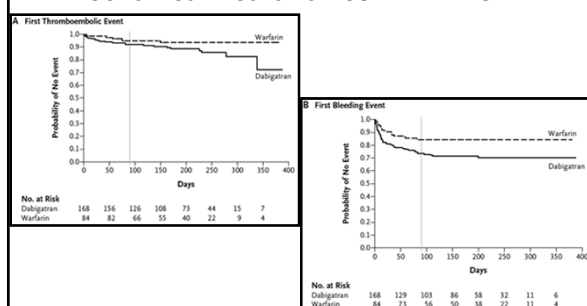 A First Thromboembolic Event
Probability of No Event
1.0
0.9
0.8
0.7
0.6
0.5
0.4
0.3
0.2
0.1
0.0
Warfarin
Dabigatran
0 50 100 150 200 250 300 350 400
Days
No. at Risk
Dabigatran 168 156 126 108 73 44 15 7
Warfarin 84 82 66 55 40 22 9 4
B First Bleeding Event
Probability of No Event
1.0
0.9
0.8
0.7
0.6
0.5
0.4
0.3
0.2
0.1
0.0
Warfarin
Dabigatran
0 50 100 150 200 250 300 350 400
Days
No. at Risk
Dabigatran 168 129 103 86 58 32 11 6
Warfarin 84 73 56 50 38 22 11 4